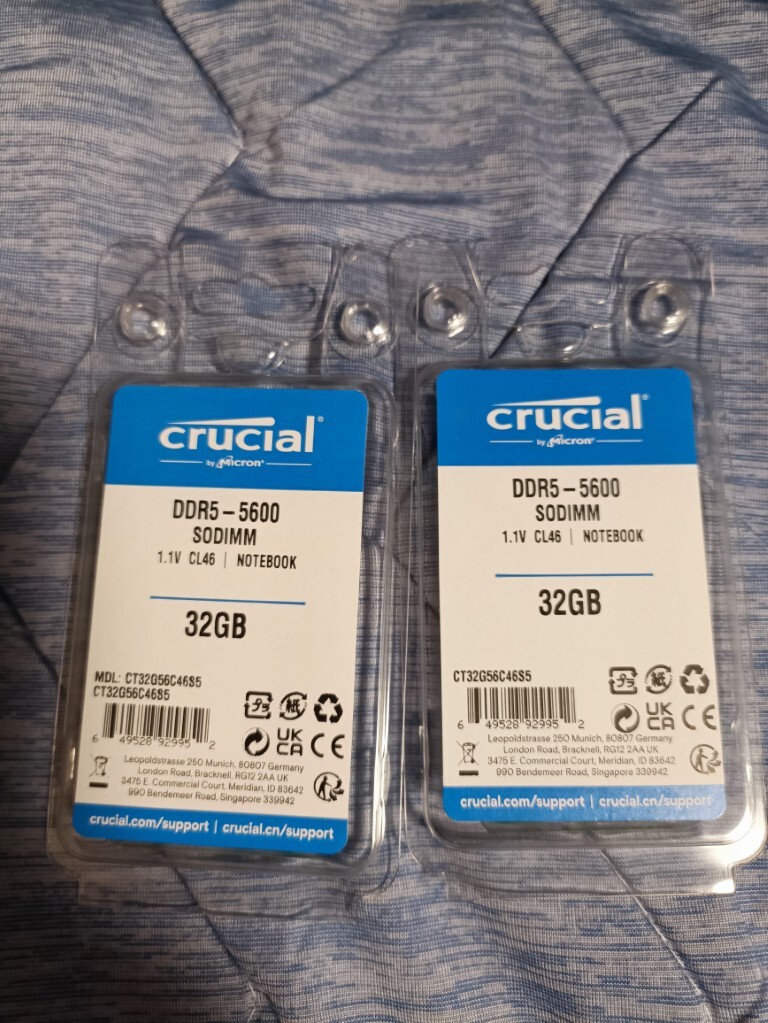 crucial®
by Micron®
DDR5-5600
SODIMM
1.1V CL46 | NOTEBOOK
32GB
MDL: CT32G56C46S5
CT32G56C46S5
6 49528 92995 2
UK
CA
CE
Leopoldstrasse 250 Munich, 80807 Germany
London Road, Bracknell, RG12 2AA UK
3475 E. Commercial Court, Meridian, ID 83642
990 Bendemeer Road, Singapore 339942
crucial.com/support | crucial.cn/support
crucial®
by Micron®
DDR5-5600
SODIMM
1.1V CL46 | NOTEBOOK
32GB
CT32G56C46S5
プラ 紙
6 49528 92995 2
UK
CA
CE
Leopoldstrasse 250 Munich, 80807 Germany
London Road, Bracknell, RG12 2AA UK
3475 E. Commercial Court, Meridian, ID 83642
990 Bendemeer Road, Singapore 339942
crucial.com/support | crucial.cn/support